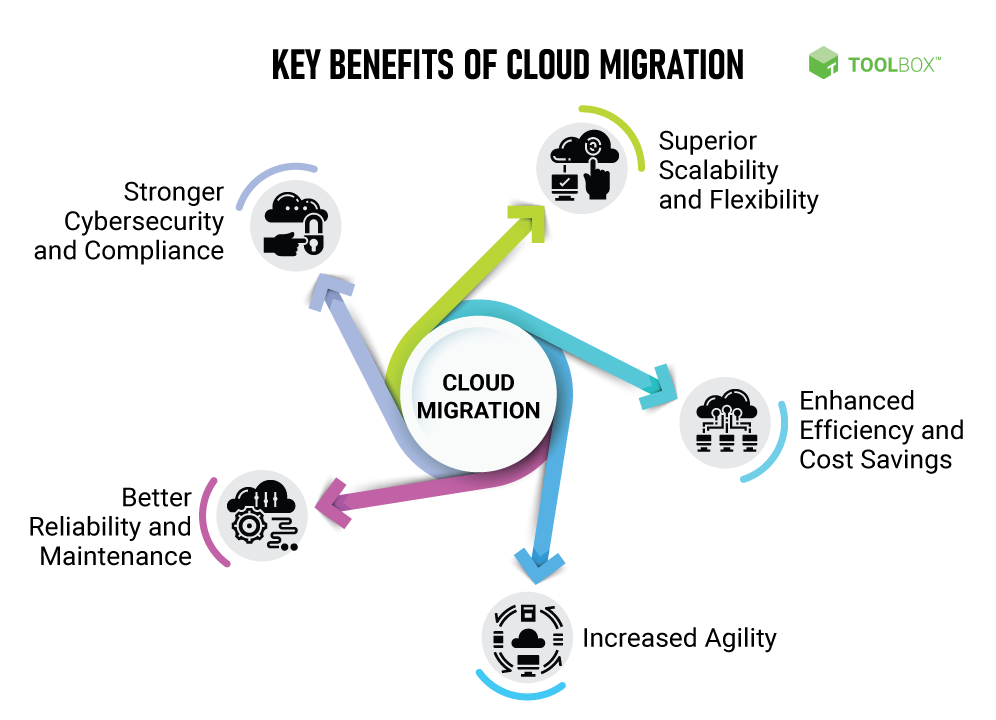 KEY BENEFITS OF CLOUD MIGRATION
T TOOLBOX™
Superior
Scalability
and Flexibility
Stronger
Cybersecurity
and Compliance
CLOUD
MIGRATION
Enhanced
Efficiency and
Cost Savings
Better
Reliability and
Maintenance
Increased Agility